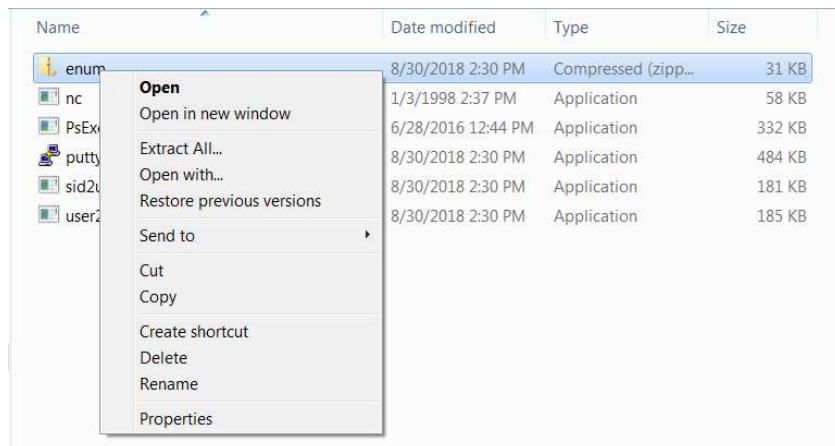 Name Date modified Type Size
enum 8/30/2018 2:30 PM Compressed (zipp... 31 KB
Open
nc 1/3/1998 2:37 PM Application 58 KB
Open in new window
PsEx 6/28/2016 12:44 PM Application 332 KB
Extract All...
putty 8/30/2018 2:30 PM Application 484 KB
Open with...
sid2u 8/30/2018 2:30 PM Application 181 KB
Restore previous versions
user2 8/30/2018 2:30 PM Application 185 KB
Send to
Cut
Copy
Create shortcut
Delete
Rename
Properties